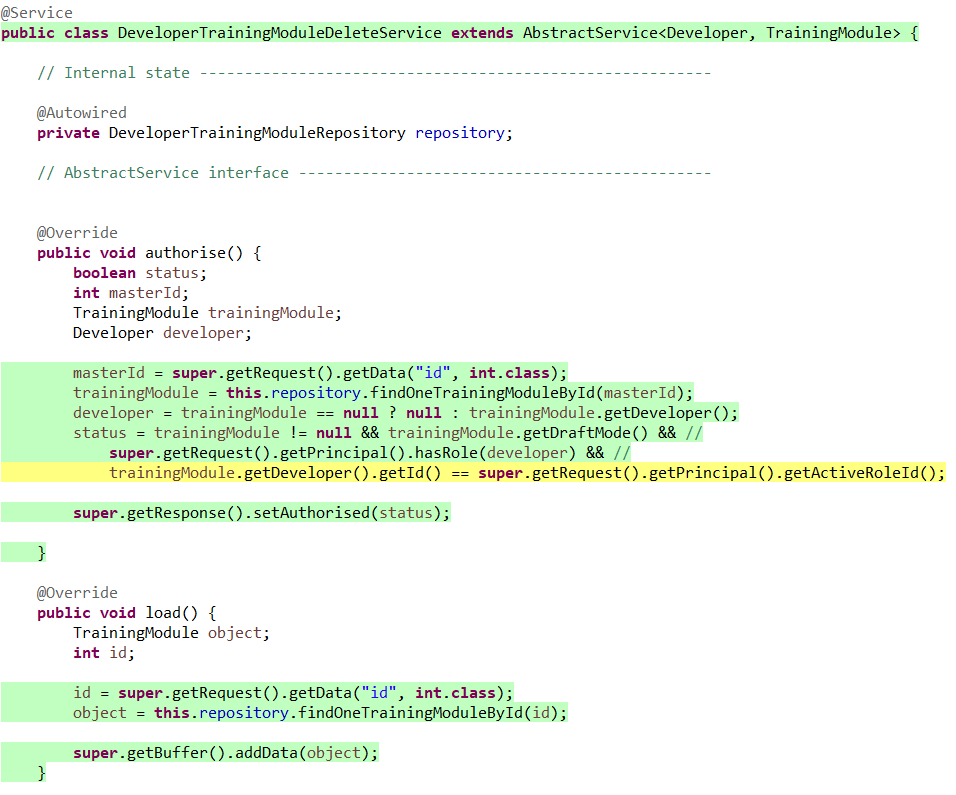 @Service
public class DeveloperTrainingModuleDeleteService extends AbstractService<Developer, TrainingModule> {
// Internal state ---------------------------------------------------------
@Autowired
private DeveloperTrainingModuleRepository repository;
// AbstractService interface ----------------------------------------------
@Override
public void authorise() {
boolean status;
int masterId;
TrainingModule trainingModule;
Developer developer;
masterId = super.getRequest().getData("id", int.class);
trainingModule = this.repository.findOneTrainingModuleById(masterId);
developer = trainingModule == null ? null : trainingModule.getDeveloper();
status = trainingModule != null && trainingModule.getDraftMode() && //
super.getRequest().getPrincipal().hasRole(developer) && //
trainingModule.getDeveloper().getId() == super.getRequest().getPrincipal().getActiveRoleId();
super.getResponse().setAuthorised(status);
}
@Override
public void load() {
TrainingModule object;
int id;
id = super.getRequest().getData("id", int.class);
object = this.repository.findOneTrainingModuleById(id);
super.getBuffer().addData(object);
}